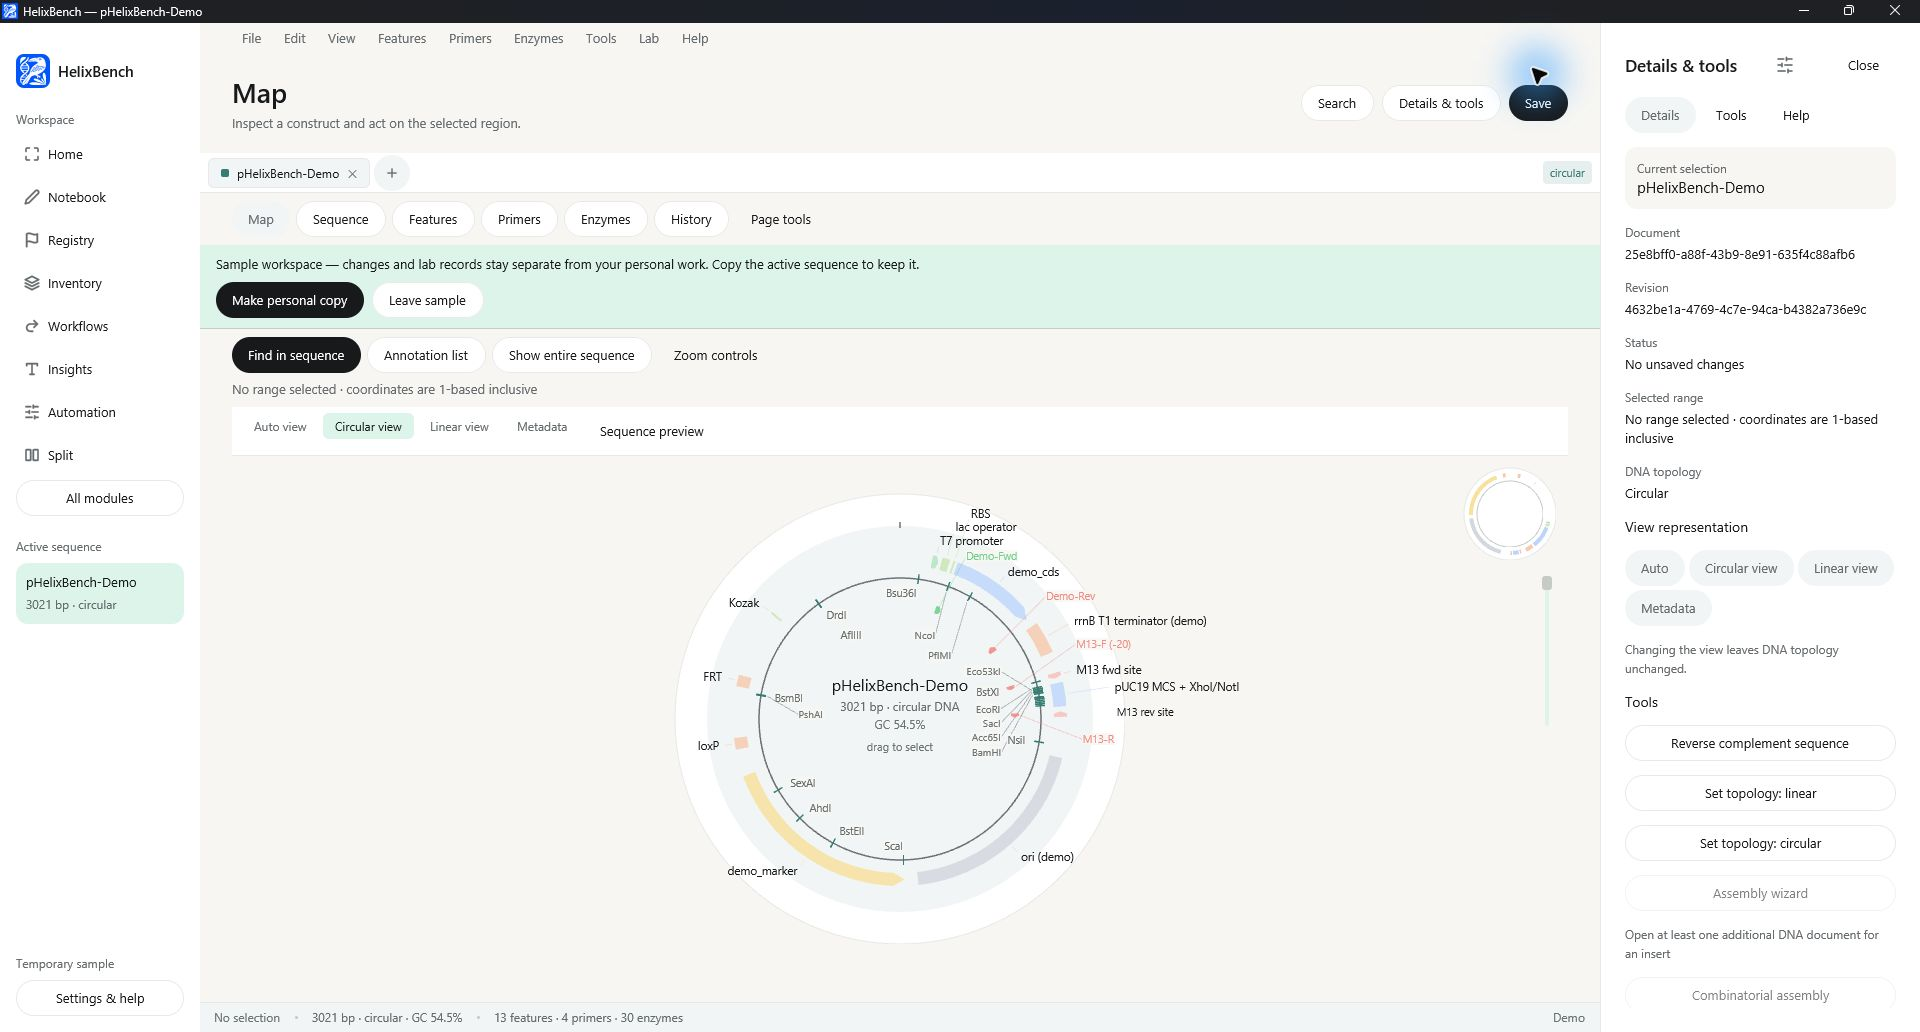 HelixBench — pHelixBench-Demo
HelixBench
Workspace
Home
Notebook
Registry
Inventory
Workflows
Insights
Automation
Split
All modules
Active sequence
pHelixBench-Demo
3021 bp · circular
Temporary sample
Settings & help
File Edit View Features Primers Enzymes Tools Lab Help
Map
Inspect a construct and act on the selected region.
Search Details & tools Save
pHelixBench-Demo
circular
Map Sequence Features Primers Enzymes History Page tools
Sample workspace — changes and lab records stay separate from your personal work. Copy the active sequence to keep it.
Make personal copy Leave sample
Find in sequence Annotation list Show entire sequence Zoom controls
No range selected · coordinates are 1-based inclusive
Auto view Circular view Linear view Metadata Sequence preview
RBS
lac operator
T7 promoter
Demo-Fwd
demo_cds
Bsu36I
Demo-Rev
Kozak
DrdI
rrnB T1 terminator (demo)
AflIII
NcoI
M13-F (-20)
PflMI
Eco53kI
M13 fwd site
FRT
pHelixBench-Demo
pUC19 MCS + XhoI/NotI
BsmBI
BstXI
3021 bp · circular DNA
EcoRI
PshAI
M13 rev site
GC 54.5%
SacI
Acc65I
NsiI
M13-R
loxP
drag to select
BamHI
SexAI
AhdI
BstEII
ScaI
ori (demo)
demo_marker
No selection • 3021 bp · circular · GC 54.5% • 13 features · 4 primers · 30 enzymes
Demo
Details & tools
Close
Details Tools Help
Current selection
pHelixBench-Demo
Document
25e8bff0-a88f-43b9-8e91-635f4c88afb6
Revision
4632be1a-4769-4c7e-94ca-b4382a736e9c
Status
No unsaved changes
Selected range
No range selected · coordinates are 1-based
inclusive
DNA topology
Circular
View representation
Auto Circular view Linear view
Metadata
Changing the view leaves DNA topology
unchanged.
Tools
Reverse complement sequence
Set topology: linear
Set topology: circular
Assembly wizard
Open at least one additional DNA document for
an insert
Combinatorial assembly